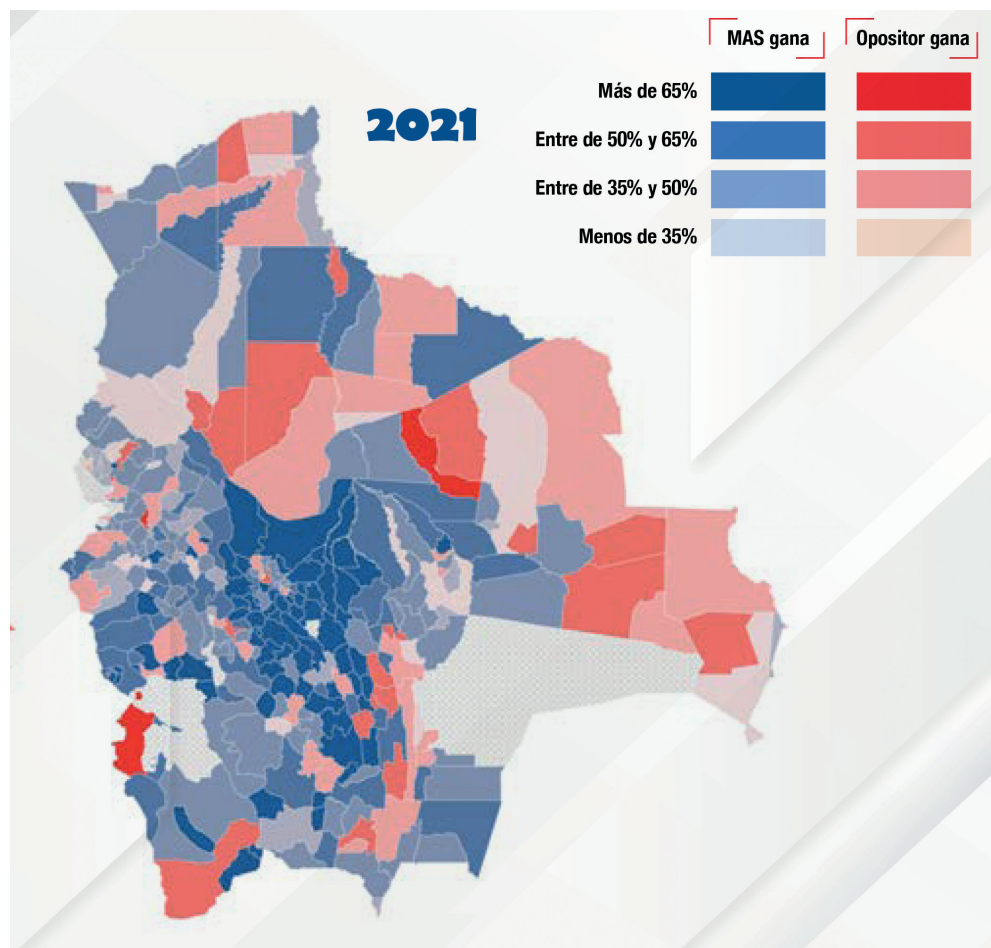 MAS gana
Opositor gana
2021
Más de 65%
Entre de 50% y 65%
Entre de 35% y 50%
Menos de 35%